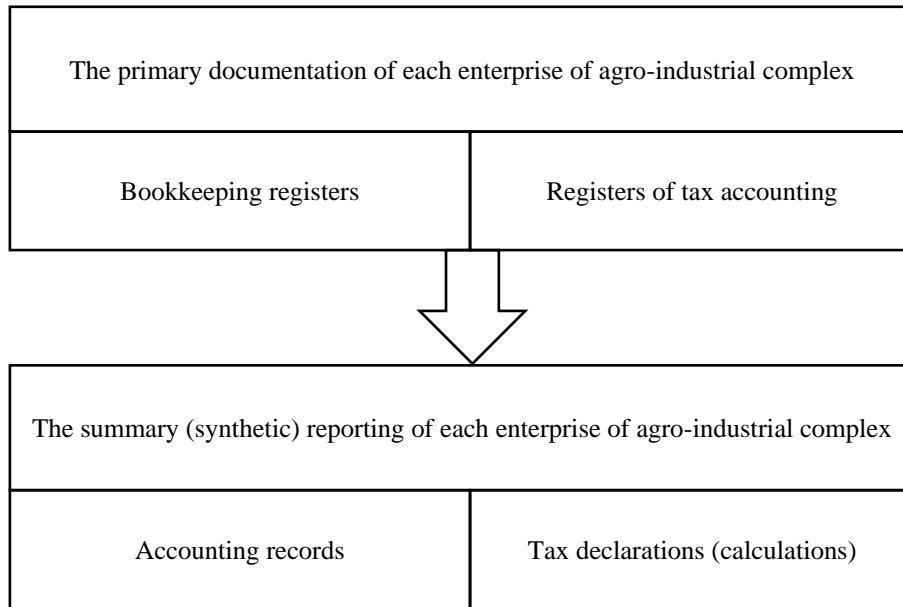 The primary documentation of each enterprise of agro-industrial complex
Bookkeeping registers
Registers of tax accounting
The summary (synthetic) reporting of each enterprise of agro-industrial complex
Accounting records
Tax declarations (calculations)